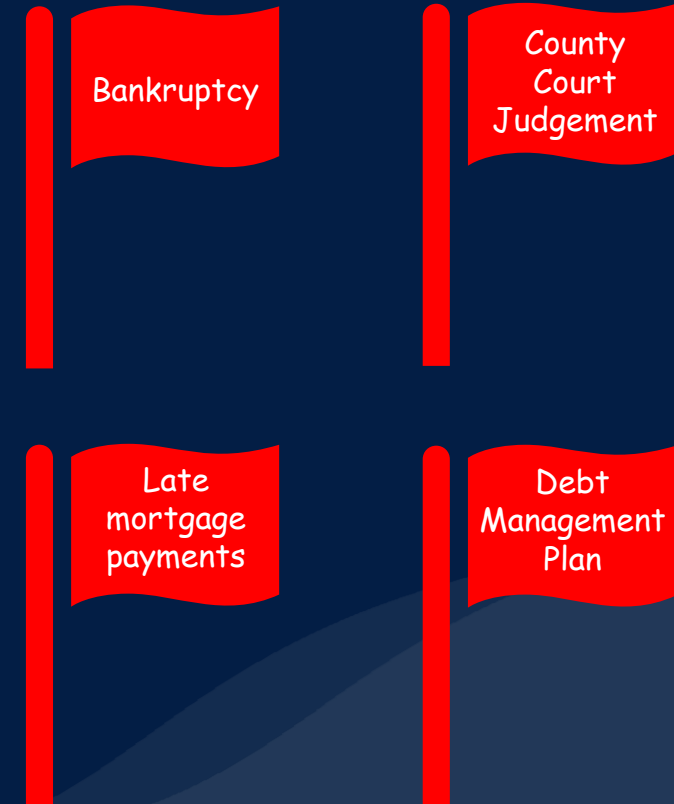 Bankruptcy
County
Court
Judgement
Late
mortgage
payments
Debt
Management
Plan